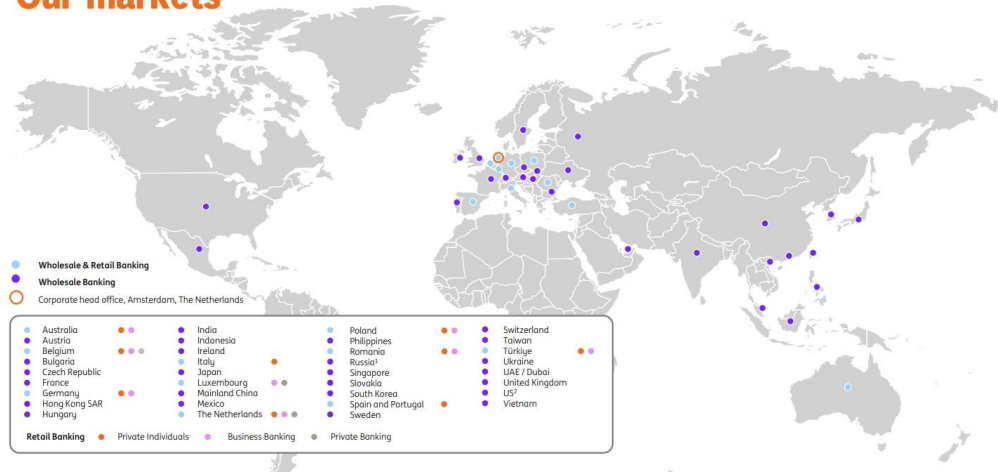 Our markets
Wholesale & Retail Banking
Wholesale Banking
Corporate head office, Amsterdam, The Netherlands
Australia
Austria
Belgium
Bulgaria
Czech Republic
France
Germany
Hong Kong SAR
Hungary
India
Indonesia
Ireland
Italy
Japan
Luxembourg
Mainland China
Mexico
The Netherlands
Poland
Philippines
Romania
Russia¹
Singapore
Slovakia
South Korea
Spain and Portugal
Sweden
Switzerland
Taiwan
Türkiye
Ukraine
UAE / Dubai
United Kingdom
US²
Vietnam
Retail Banking Private Individuals Business Banking Private Banking